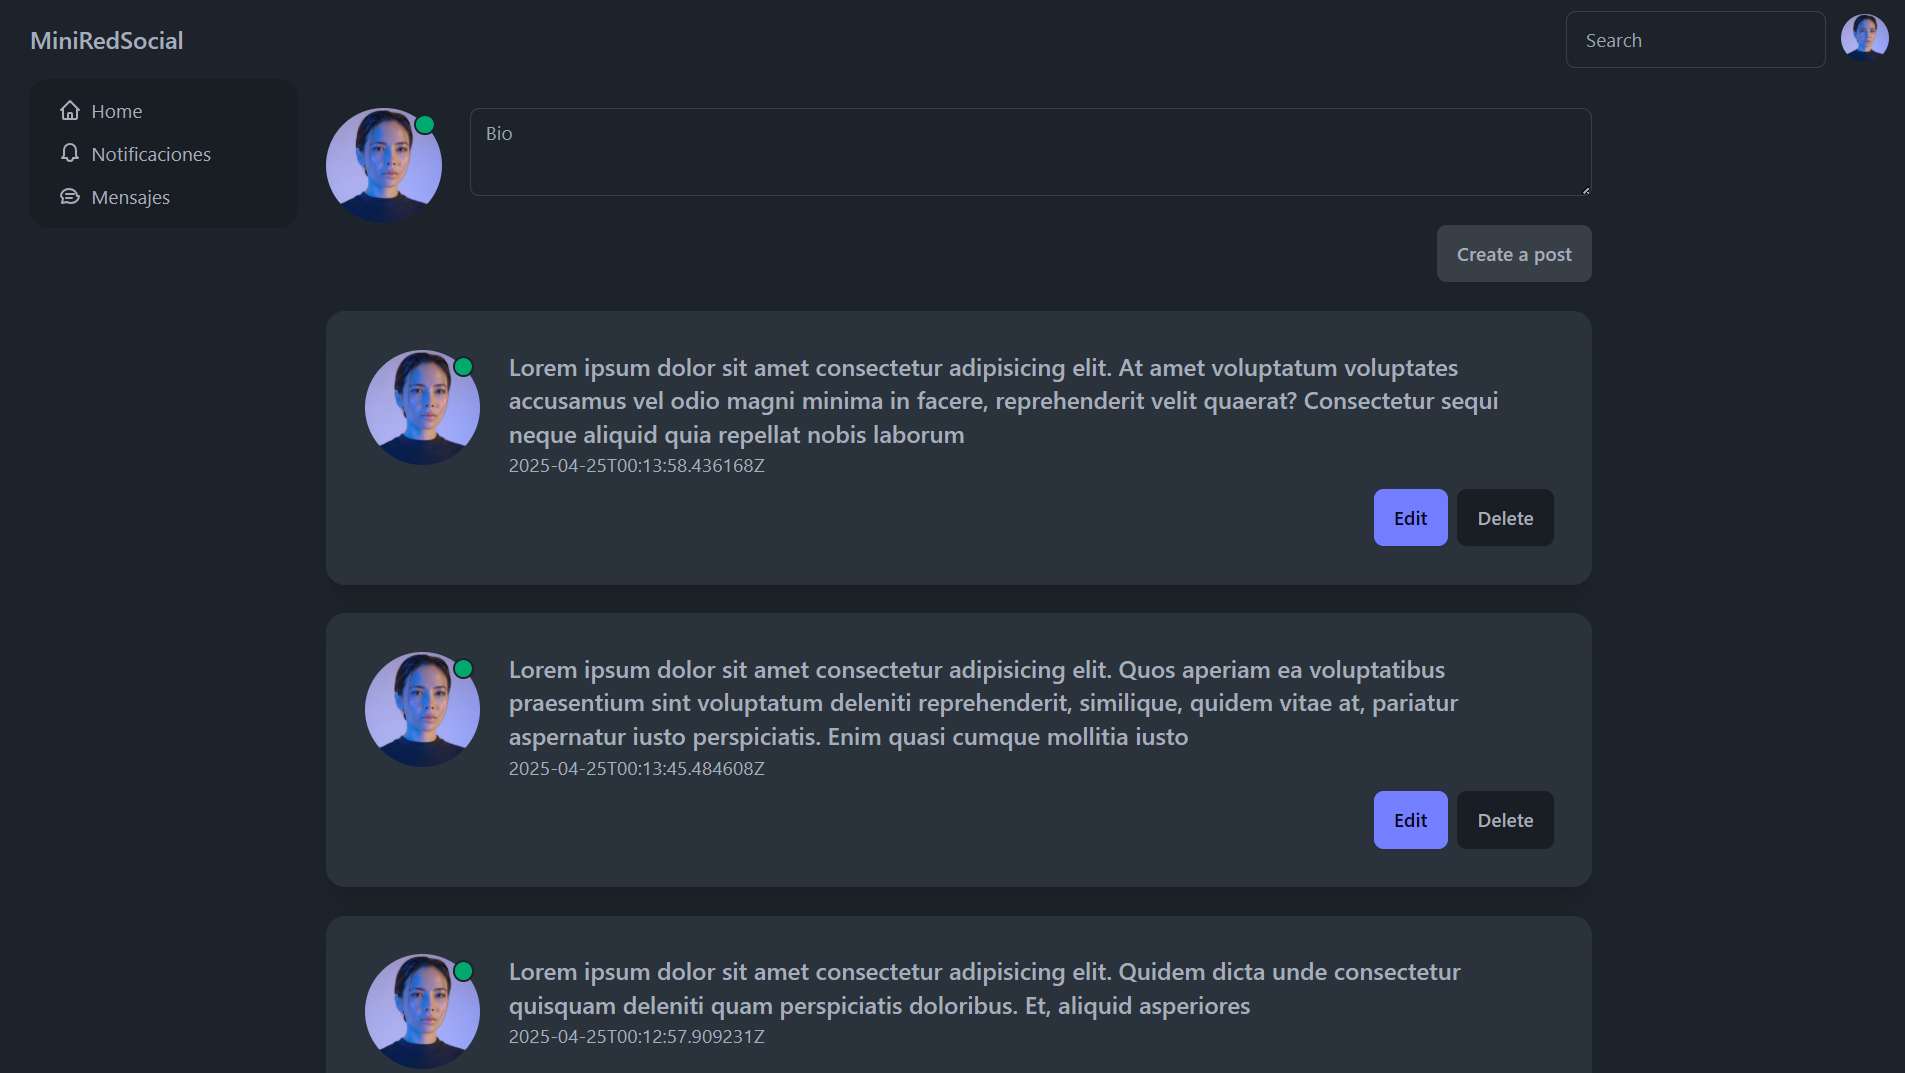 MiniRedSocial
Search
Home
Notificaciones
Mensajes
Bio
Create a post
Lorem ipsum dolor sit amet consectetur adipisicing elit. At amet voluptatum voluptates
accusamus vel odio magni minima in facere, reprehenderit velit quaerat? Consectetur sequi
neque aliquid quia repellat nobis laborum
2025-04-25T00:13:58.436168Z
Edit
Delete
Lorem ipsum dolor sit amet consectetur adipisicing elit. Quos aperiam ea voluptatibus
praesentium sint voluptatum deleniti reprehenderit, similique, quidem vitae at, pariatur
aspernatur iusto perspiciatis. Enim quasi cumque mollitia iusto
2025-04-25T00:13:45.484608Z
Edit
Delete
Lorem ipsum dolor sit amet consectetur adipisicing elit. Quidem dicta unde consectetur
quisquam deleniti quam perspiciatis doloribus. Et, aliquid asperiores
2025-04-25T00:12:57.909231Z